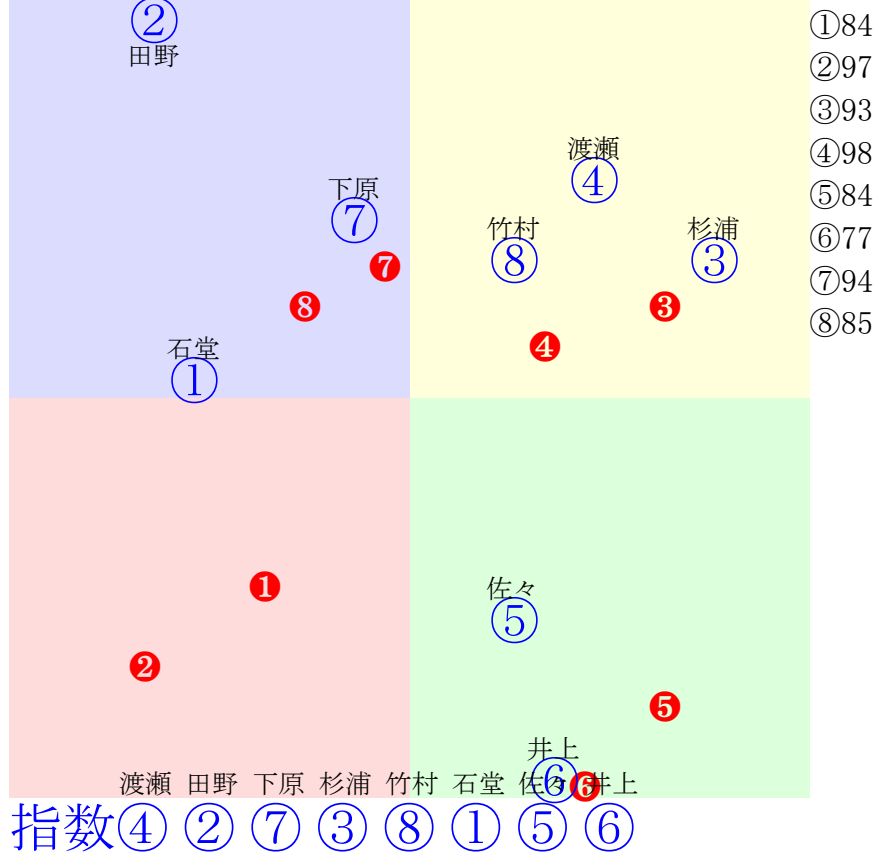 ②
田野
①84
②97
③93
④98
⑤84
⑥77
⑦94
⑧85
渡瀬
④
下原
⑦
竹村
⑧
杉浦
③
❼
❽
❸
❹
石堂
①
❶
佐々
⑤
❷
❺
井上
⑥
❻
渡瀬 田野 下原 杉浦 竹村 石堂 佐々 井上
指数④②⑦③⑧①⑤⑥